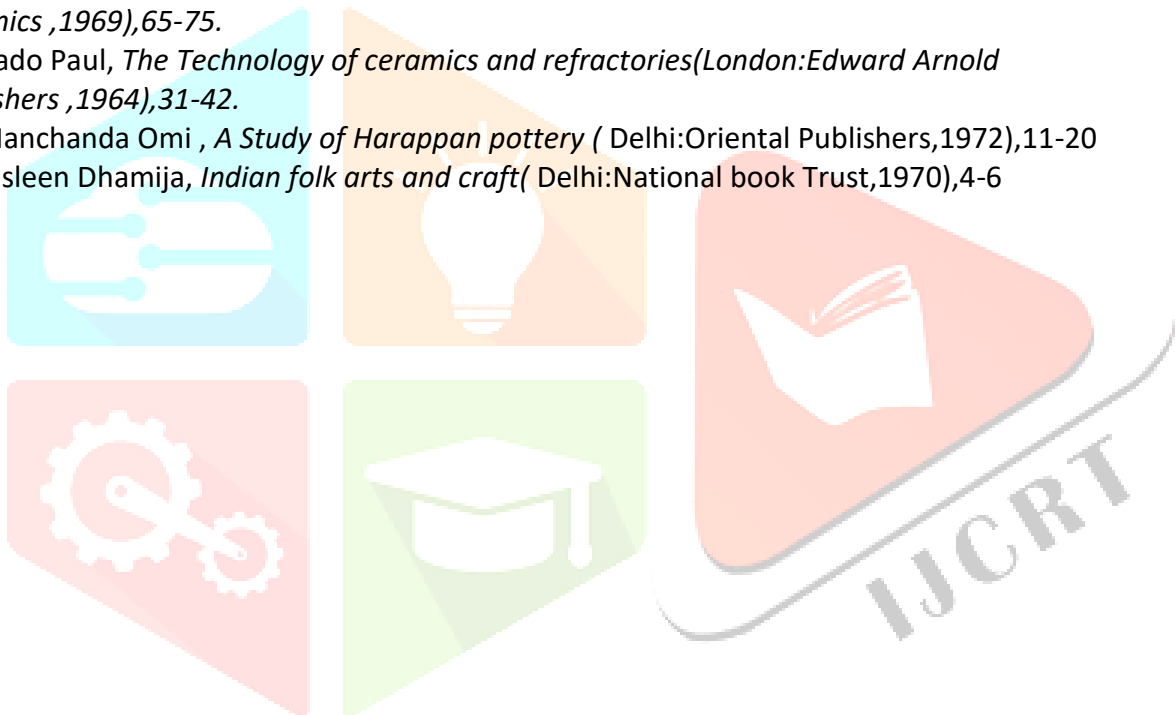 mics ,1969),65-75.
ado Paul, The Technology of ceramics and refractories(London:Edward Arnold
shers ,1964),31-42.
Manchanda Omi , A Study of Harappan pottery ( Delhi:Oriental Publishers,1972),11-20
sleen Dhamija, Indian folk arts and craft( Delhi:National book Trust,1970),4-6
IJCRT